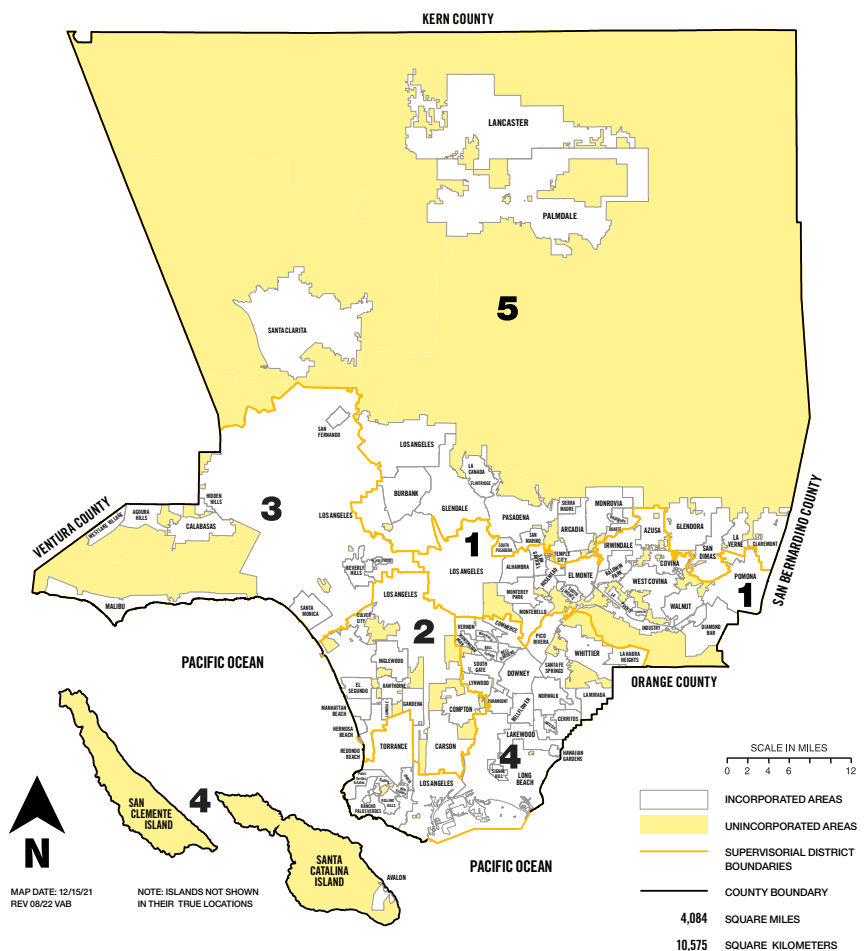 KERN COUNTY
LANCASTER
PALMDALE
5
SANTA CLARITA
SAN
FERNANDO
LOS ANGELES
LA
CANADA
FLINTRIDGE
BURBANK
GLENDALE
PASADENA
SIERRA
MADRE
MONROVIA
ARCADIA
DUARTE
AZUSA
GLENDORA
SAN
MARINO
SOUTH
PASADENA
TEMPLE
CITY
IRWINDALE
SAN
DIMAS
LA
VERNE
CLAREMONT
HIDDEN
HILLS
3
LOS ANGELES
AGOURA
HILLS
WESTLAKE VILLAGE
CALABASAS
VENTURA COUNTY
SAN BERNARDINO COUNTY
1
LOS ANGELES
ALHAMBRA
ROSEMEAD
EL MONTE
BALDWIN
PARK
COVINA
WEST COVINA
POMONA
1
BEVERLY
HILLS
MONTEREY
PARK
MONTEBELLO
WALNUT
INDUSTRY
DIAMOND
BAR
MALIBU
SANTA
MONICA
LOS ANGELES
CULVER
CITY
2
VERNON
COMMERCE
PICO
RIVERA
WHITTIER
LA HABRA
HEIGHTS
PACIFIC OCEAN
INGLEWOOD
SOUTH
GATE
DOWNEY
SANTA FE
SPRINGS
ORANGE COUNTY
EL
SEGUNDO
HAWTHORNE
LYNWOOD
NORWALK
LA MIRADA
MANHATTAN
BEACH
GARDENA
COMPTON
PARAMOUNT
BELLFLOWER
CERRITOS
HERMOSA
BEACH
REDONDO
BEACH
TORRANCE
CARSON
LAKEWOOD
4
HAWAIIAN
GARDENS
SIGNAL
HILL
LONG
BEACH
LOS ANGELES
ROLLING
HILLS
RANCHO
PALOS VERDES
SAN
CLEMENTE
ISLAND
4
SANTA
CATALINA
ISLAND
AVALON
PACIFIC OCEAN
N
MAP DATE: 12/15/21
REV 08/22 VAB
NOTE: ISLANDS NOT SHOWN
IN THEIR TRUE LOCATIONS
SCALE IN MILES
0 2 4 6 12
INCORPORATED AREAS
UNINCORPORATED AREAS
SUPERVISORIAL DISTRICT
BOUNDARIES
COUNTY BOUNDARY
4,084 SQUARE MILES
10,575 SQUARE KILOMETERS